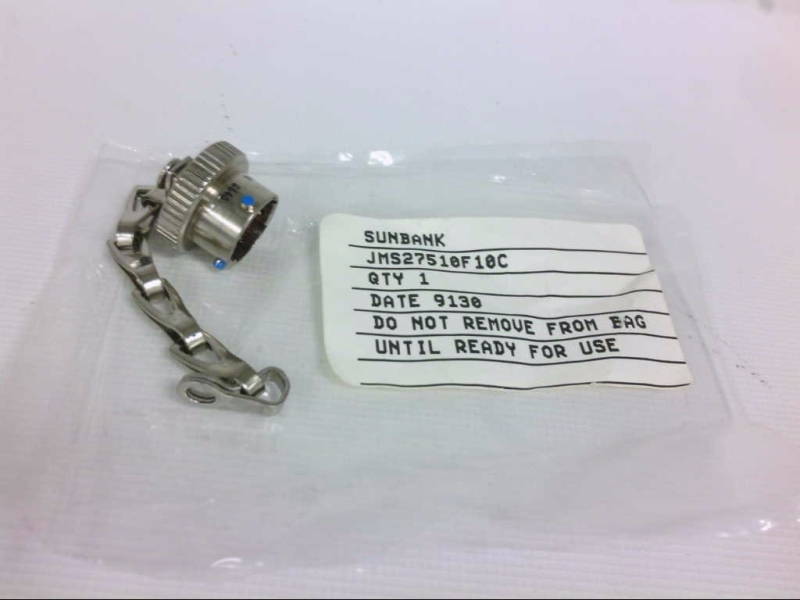 SUNBANK
JMS27510F10C
QTY 1
DATE 9130
DO NOT REMOVE FROM BAG
UNTIL READY FOR USE